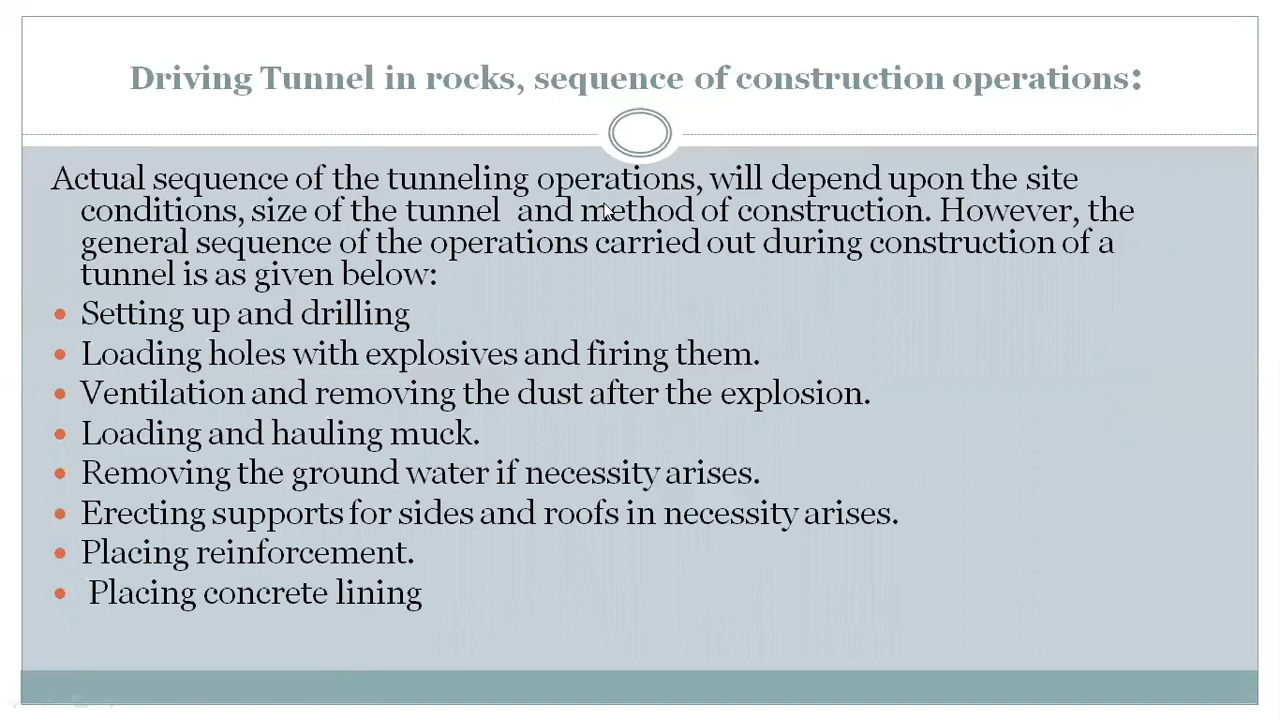 Driving Tunnel in rocks, sequence of construction operations:
Actual sequence of the tunneling operations, will depend upon the site
conditions, size of the tunnel and method of construction. However, the
general sequence of the operations carried out during construction of a
tunnel is as given below:
• Setting up and drilling
• Loading holes with explosives and firing them.
• Ventilation and removing the dust after the explosion.
• Loading and hauling muck.
• Removing the ground water if necessity arises.
• Erecting supports for sides and roofs in necessity arises.
• Placing reinforcement.
• Placing concrete lining